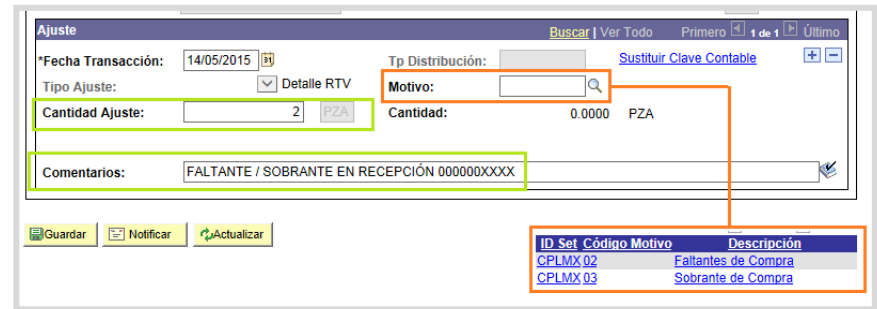 Ajuste Buscar | Ver Todo Primero 1 de 1 Último
*Fecha Transacción: 14/05/2015 31 Tp Distribución: Sustituir Clave Contable
Tipo Ajuste: Detalle RTV Motivo:
Cantidad Ajuste: 2 PZA Cantidad: 0.0000 PZA
Comentarios: FALTANTE / SOBRANTE EN RECEPCIÓN 000000XXXX
Guardar Notificar Actualizar
ID Set Código Motivo Descripción
CPLMX 02 Faltantes de Compra
CPLMX 03 Sobrante de Compra